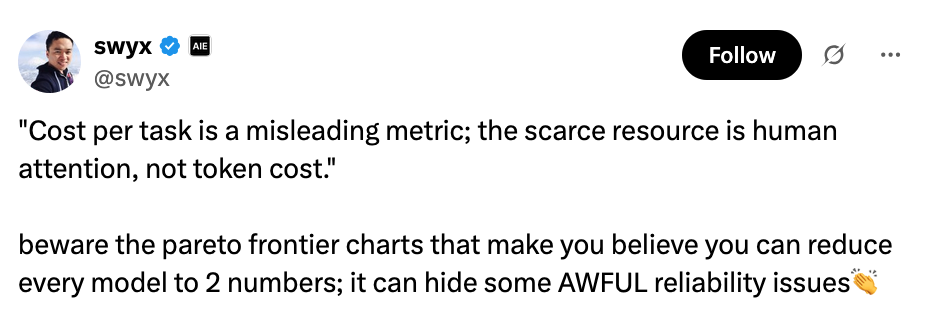 swyx AIE
@swyx
Follow
"Cost per task is a misleading metric; the scarce resource is human
attention, not token cost."
beware the pareto frontier charts that make you believe you can reduce
every model to 2 numbers; it can hide some AWFUL reliability issues👏